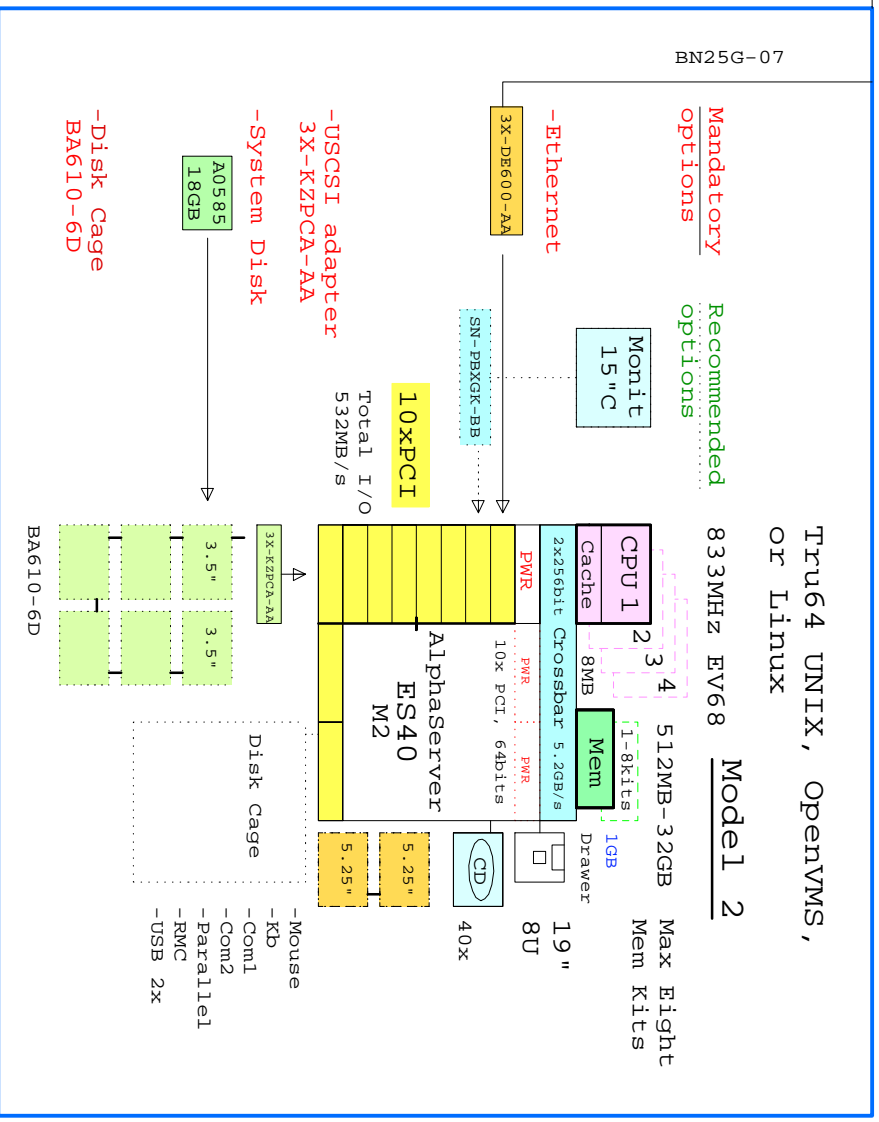 BN25G-07
Tru64 UNIX, OpenVMS,
or Linux
Mandatory
options
Recommended
options
833MHz EV68
Model 2
512MB-32GB
Max Eight
Mem Kits
Monit
15"C
CPU 1
Cache
2
3
4
8MB
1-8kits
Mem
1GB
Drawer
-Ethernet
3X-DE600-AA
SN-PBXGK-BB
2x256bit Crossbar 5.2GB/s
PWR
PWR
PWR
19"
8U
10x PCI, 64bits
CD
40x
10xPCI
Total I/O
532MB/s
AlphaServer
ES40
M2
5.25"
5.25"
-USCSI adapter
3X-KZPCA-AA
-System Disk
3X-KZPCA-AA
A0585
18GB
3.5"
3.5"
Disk Cage
-Disk Cage
BA610-6D
BA610-6D
-Mouse
-Kb
-Com1
-Com2
-Parallel
-RMC
-USB 2x